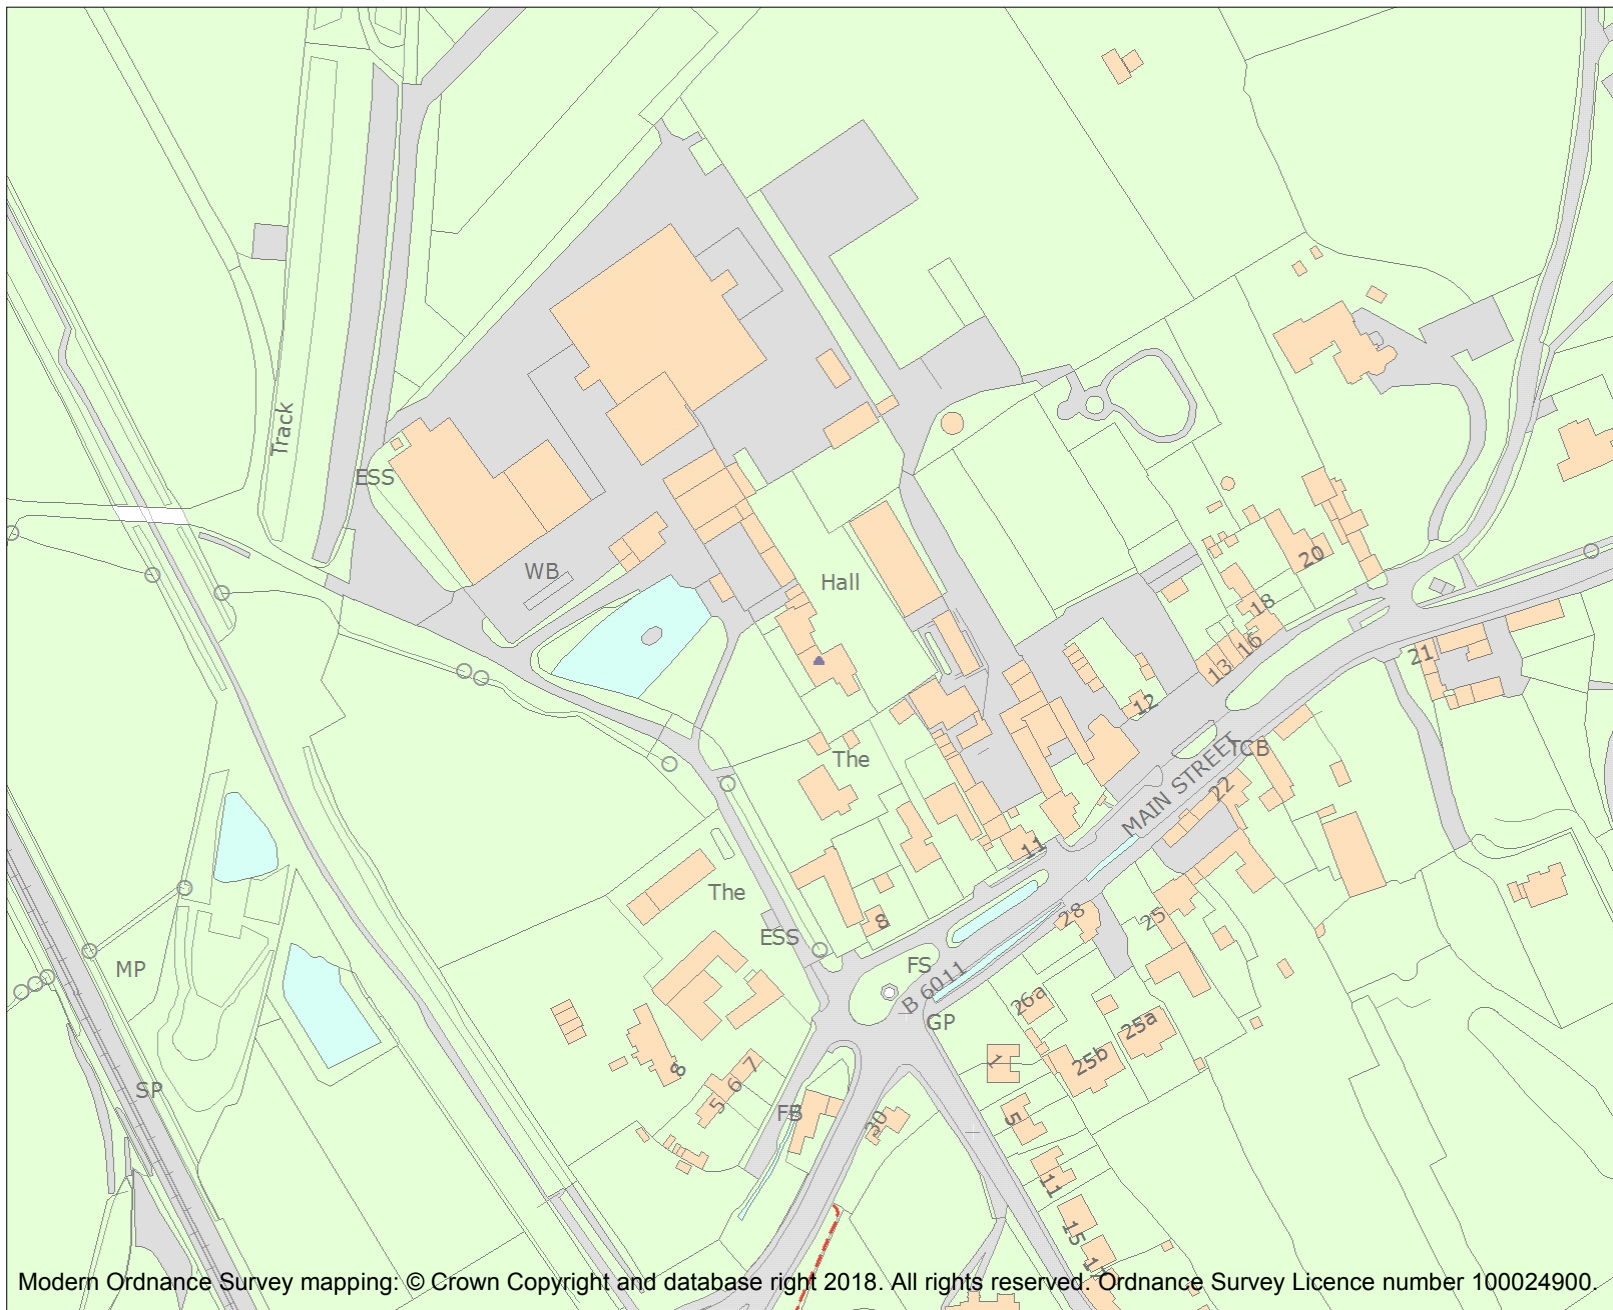 Track
ESS
WB
Hall
20
18
16
13
12
21
TCB
MAIN STREET
22
The
11
The
8
28
25
ESS
FS
B 6011
MP
26a
GP
25a
25b
1
8
7
6
5
SP
FB
30
5
11
15
Modern Ordnance Survey mapping: © Crown Copyright and database right 2018. All rights reserved. Ordnance Survey Licence number 100024900.